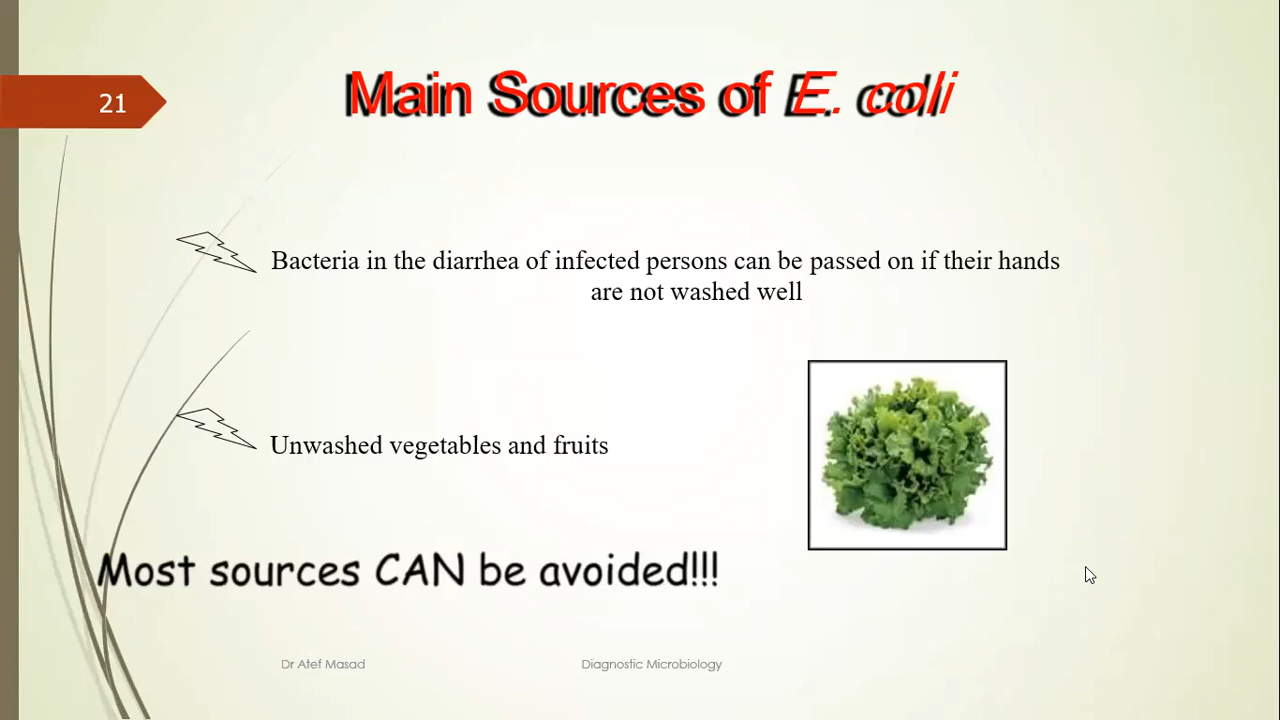 21
Main Sources of E. coli
Bacteria in the diarrhea of infected persons can be passed on if their hands
are not washed well
Unwashed vegetables and fruits
Most sources CAN be avoided!!!
Dr Atef Masad
Diagnostic Microbiology